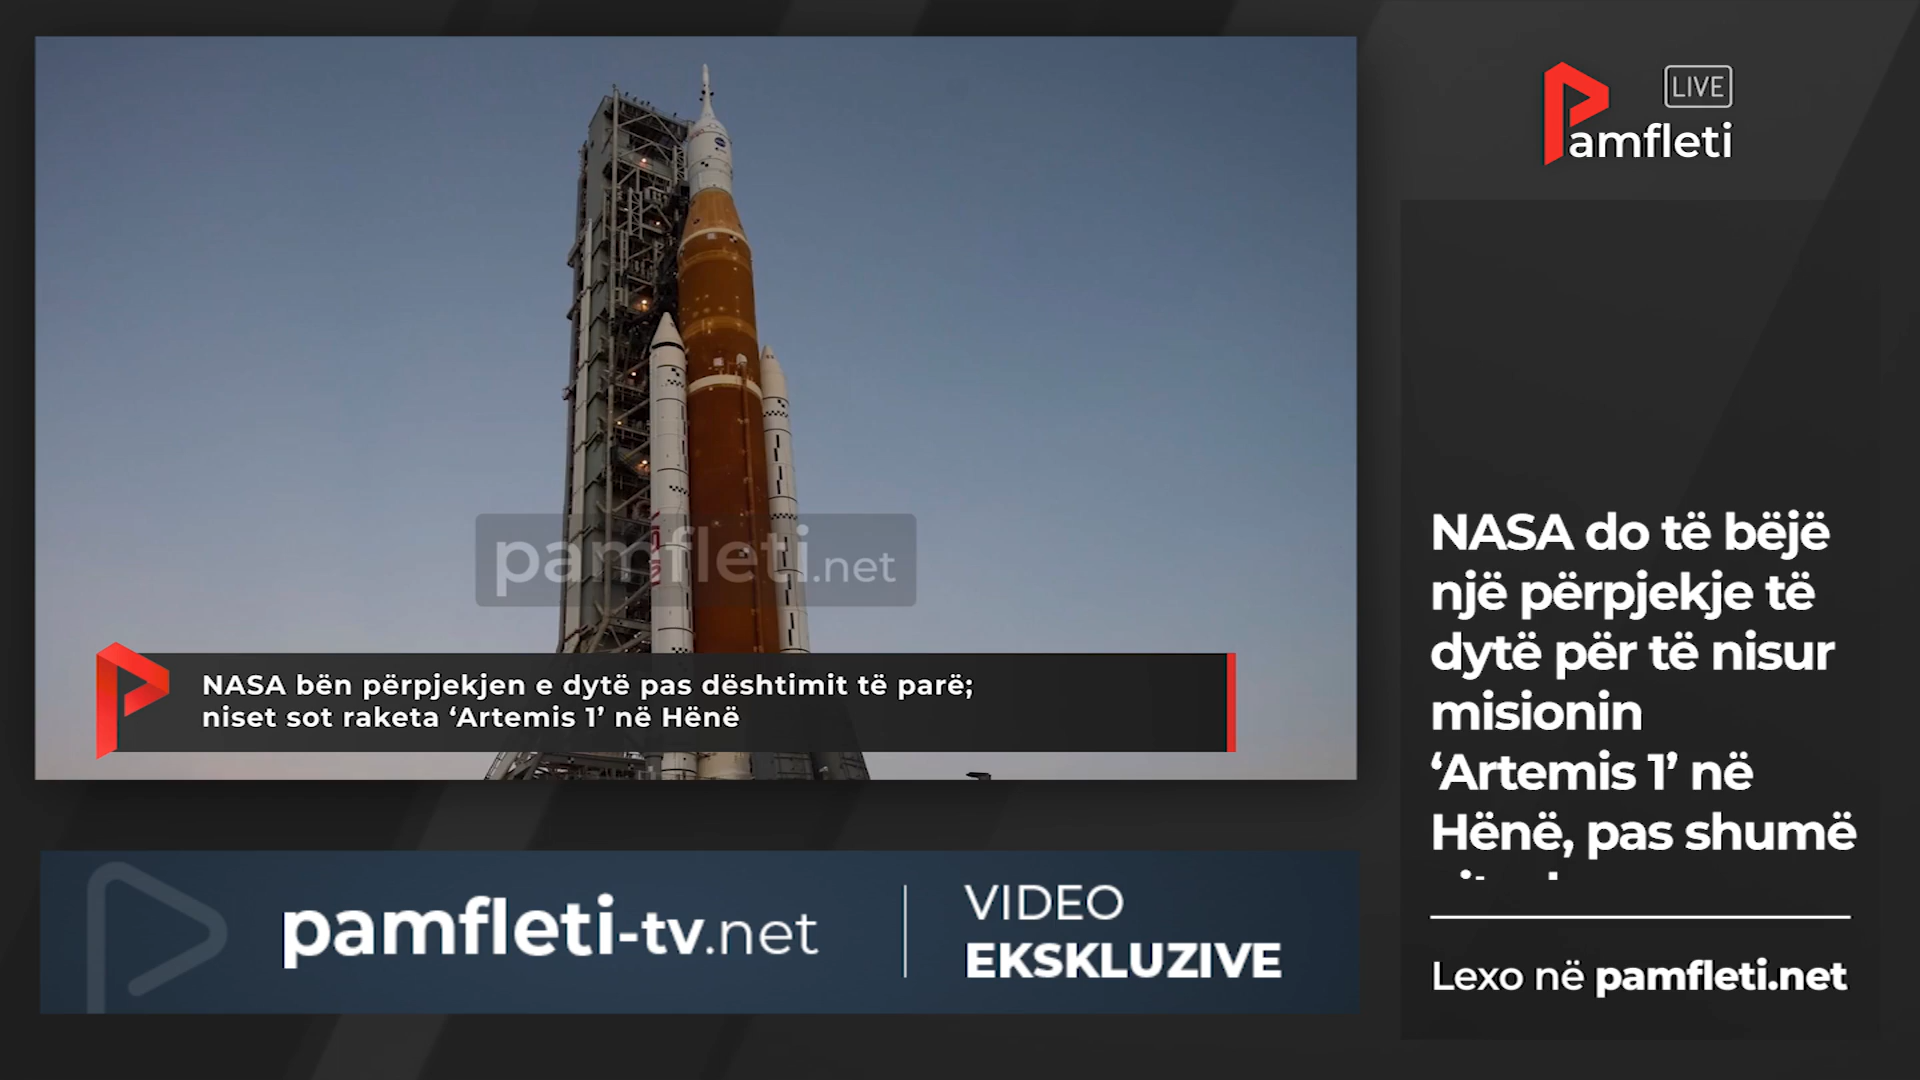 LIVE
Pamfleti
pamfleti.net
NASA bën përpjekjen e dytë pas dështimit të parë;
niset sot raketa ‘Artemis 1’ në Hënë
NASA do të bëjë
një përpjekje të
dytë për të nisur
misionin
‘Artemis 1’ në
Hënë, pas shumë
pamfleti-tv.net
VIDEO
EKSKLUZIVE
Lexo në pamfleti.net